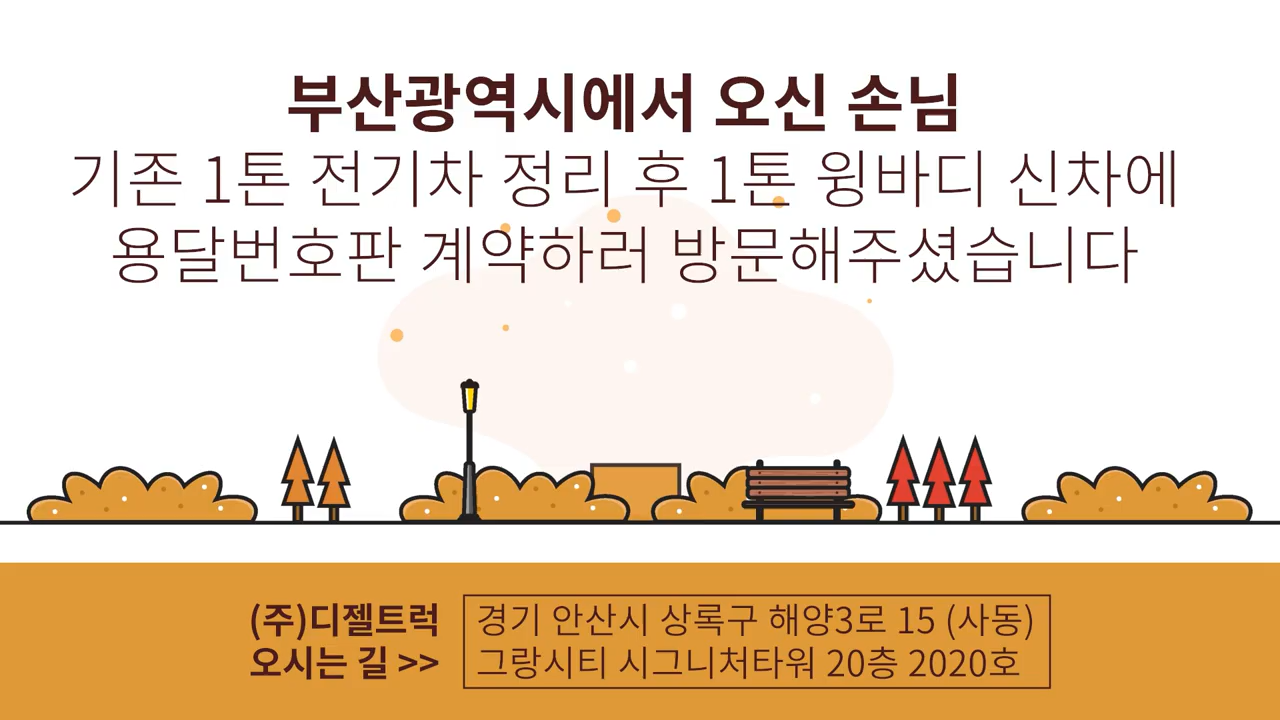 부산광역시에서 오신 손님
기존 1톤 전기차 정리 후 1톤 윙바디 신차에
용달번호판 계약하러 방문해주셨습니다
(주)디젤트럭
오시는 길 >>
경기 안산시 상록구 해양3로 15 (사동)
그랑시티 시그니처타워 20층 2020호